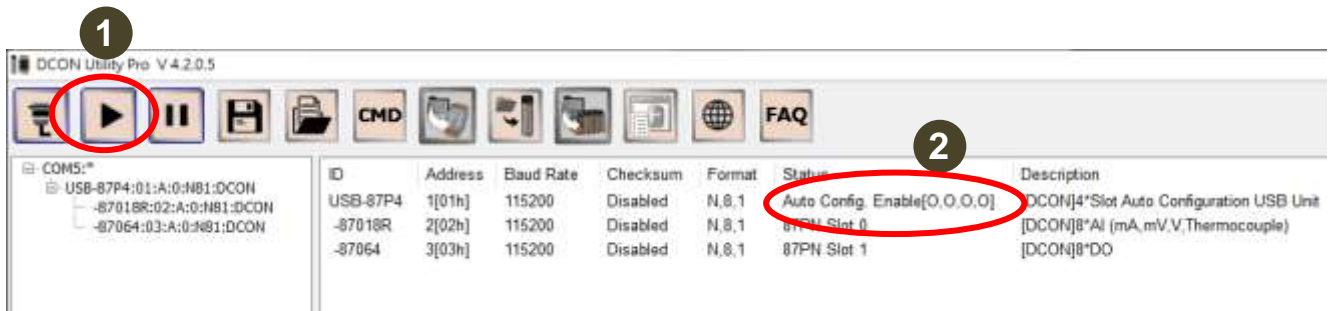 1
DCON Utility Pro V 4.2.0.5
CMD
FAQ
2
COM5:*
USB-87P4:01:A:0:N81:DCON
-87018R:02:A:0:N81:DCON
-87064:03:A:0:N81:DCON
ID Address Baud Rate Checksum Format Status Description
USB-87P4 1[01h] 115200 Disabled N,8,1 Auto Config. Enable[O,O,O,O] [DCON]4*Slot Auto Configuration USB Unit
-87018R 2[02h] 115200 Disabled N,8,1 87PN Slot 0 [DCON]8*AI (mA,mV,V,Thermocouple)
-87064 3[03h] 115200 Disabled N,8,1 87PN Slot 1 [DCON]8*DO